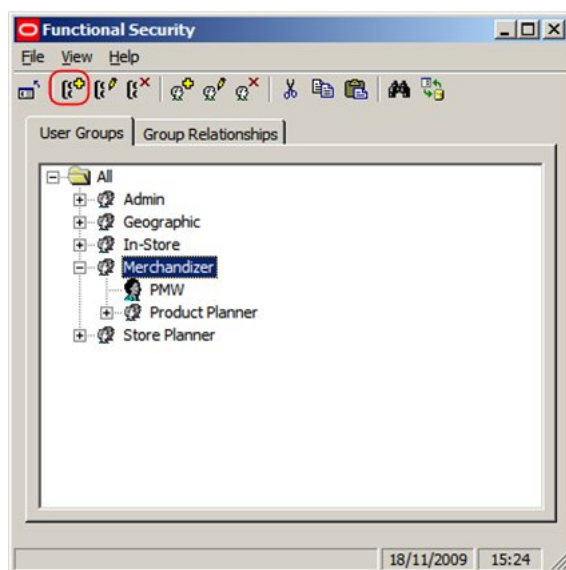 Functional Security
File View Help
User Groups Group Relationships
All
Admin
Geographic
In-Store
Merchandizer
PMW
Product Planner
Store Planner
18/11/2009 15:24